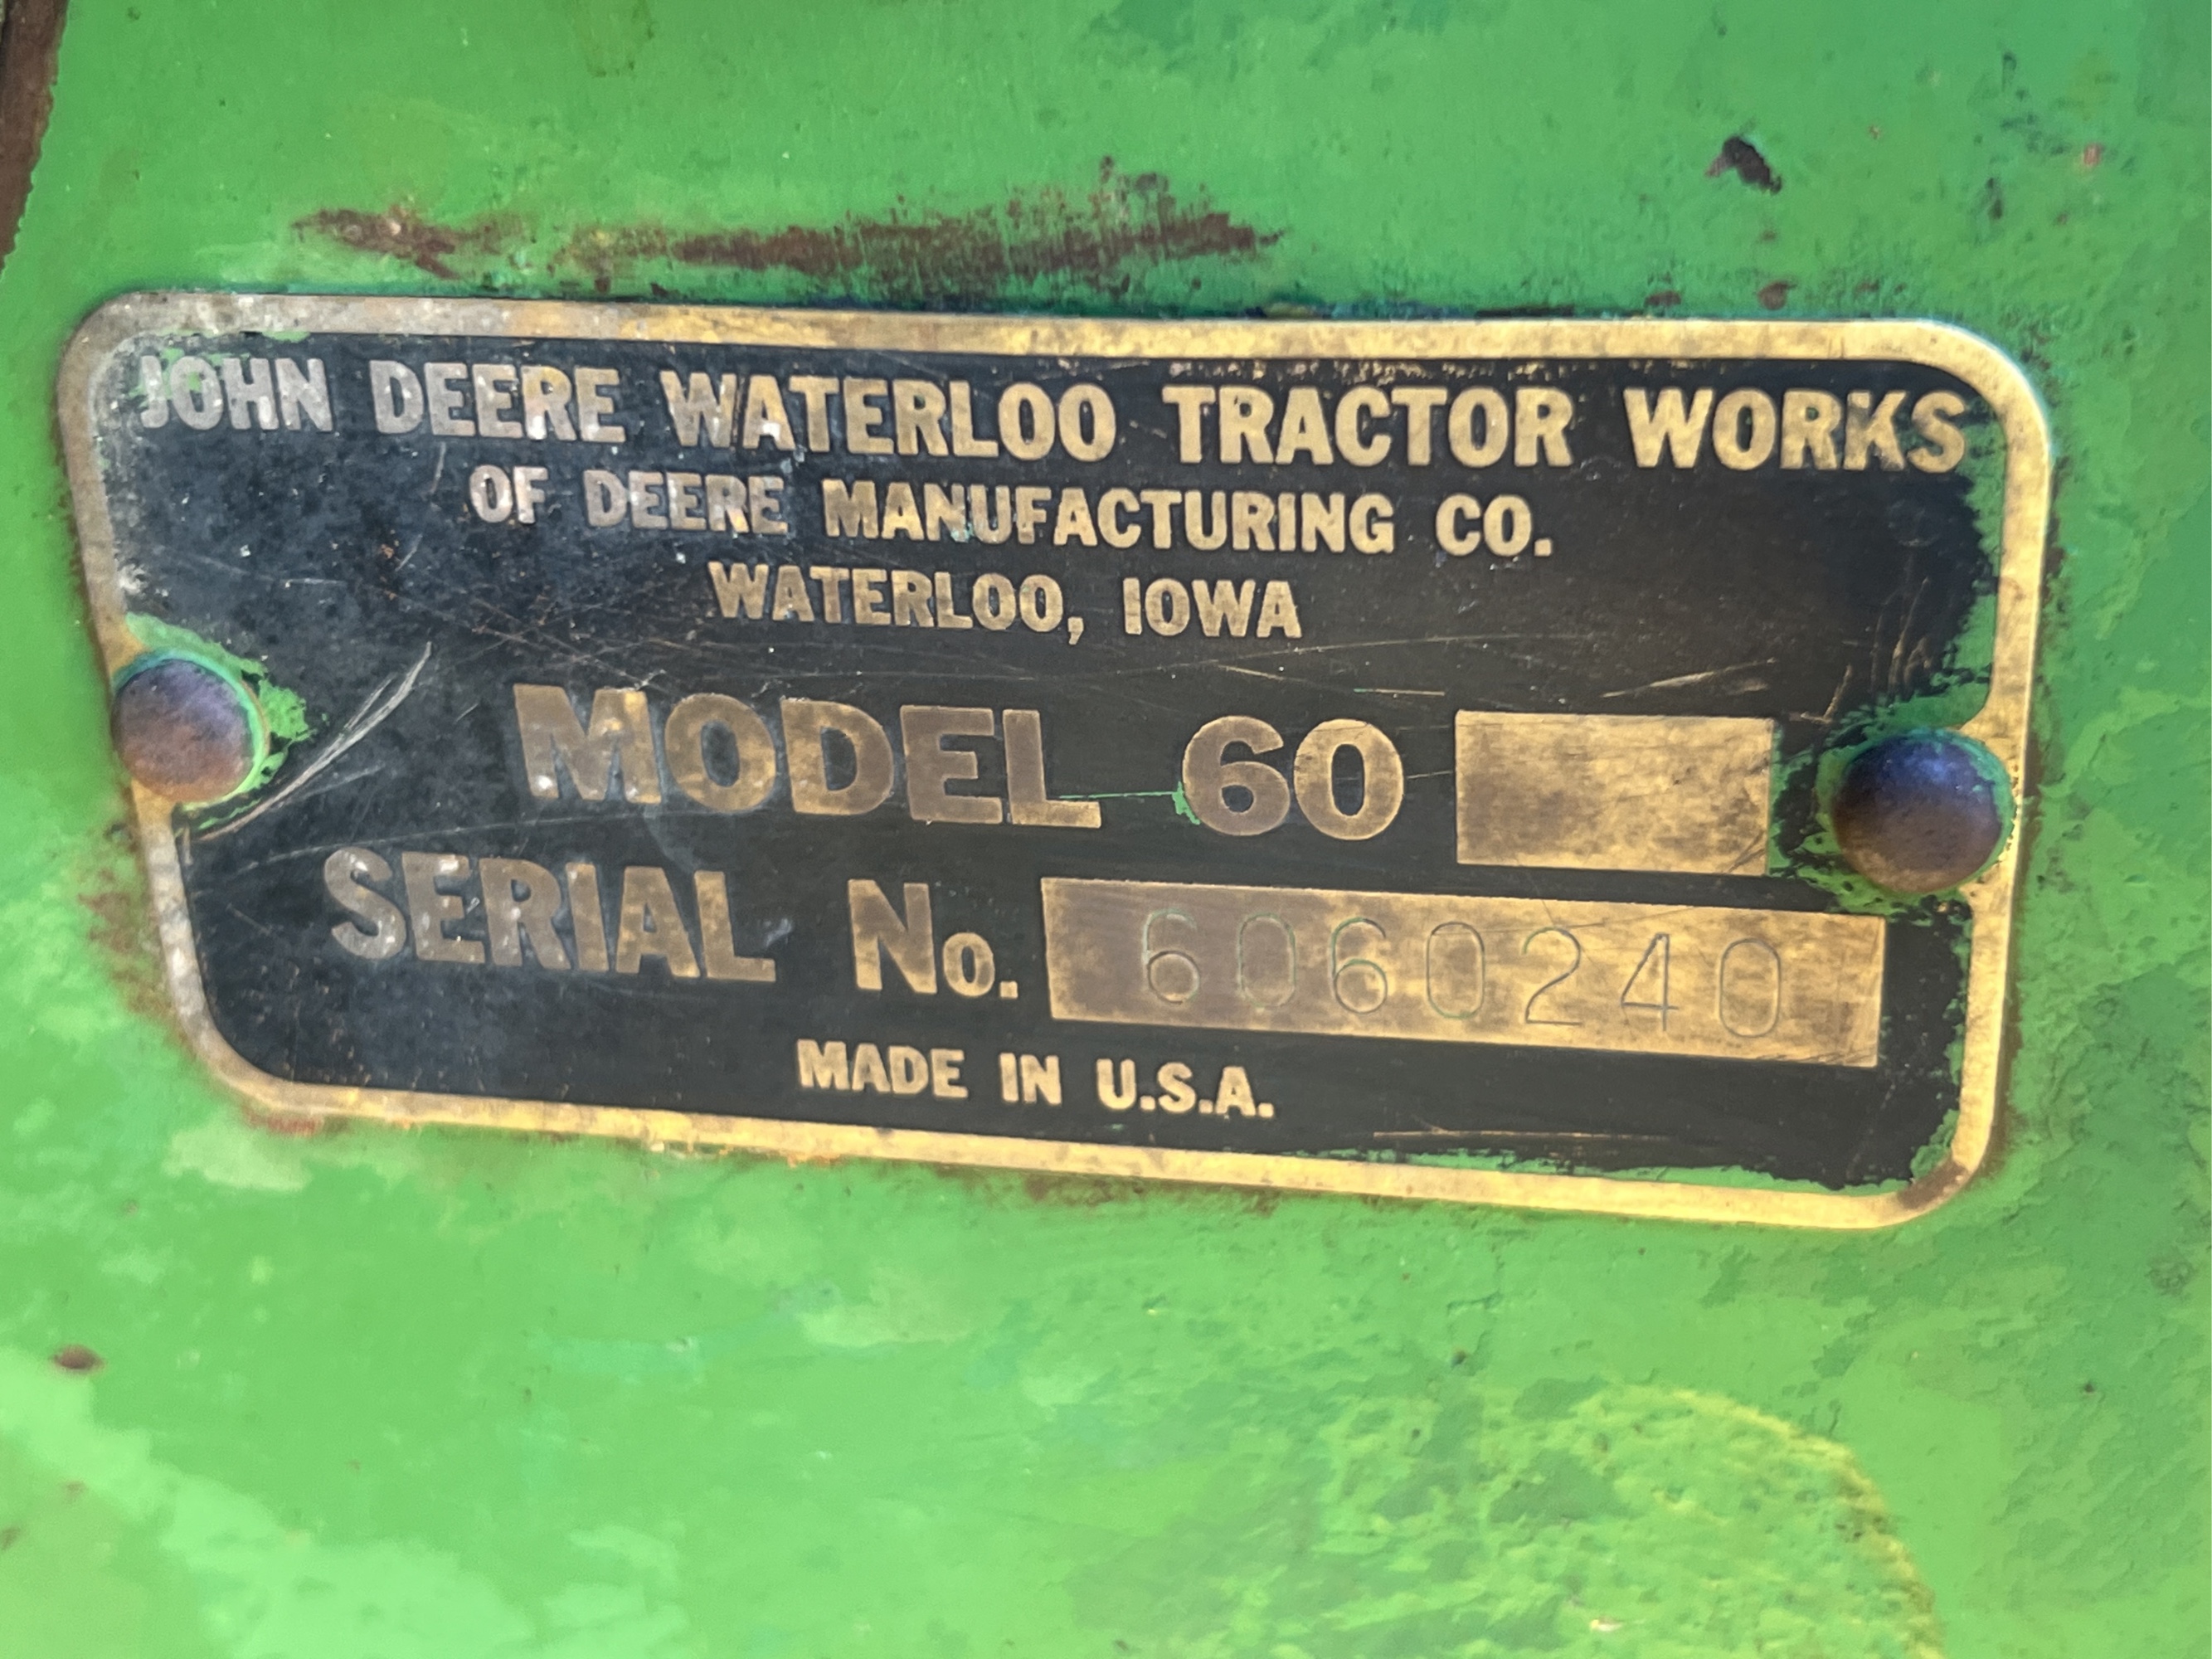 JOHN DEERE WATERLOO TRACTOR WORKS
OF DEERE MANUFACTURING CO.
WATERLOO, IOWA
MODEL 60
SERIAL No. 6060240
MADE IN U.S.A.